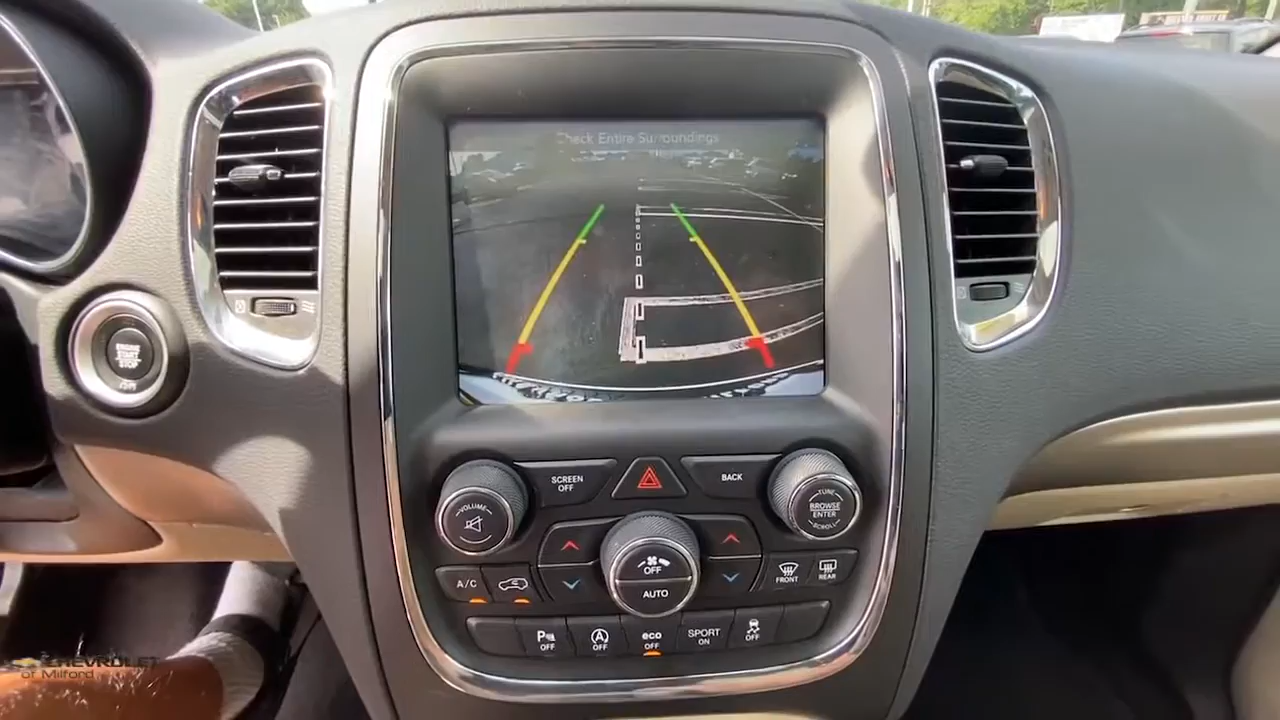 Check Entire Surroundings
ENGINE
START
STOP
SCREEN
OFF
BACK
VOLUME
TUNE
BROWSE
ENTER
SCROLL
OFF
AUTO
A/C
FRONT
REAR
P
OFF
A
OFF
eco
OFF
SPORT
ON
OFF
CHEVROLET
of Milford